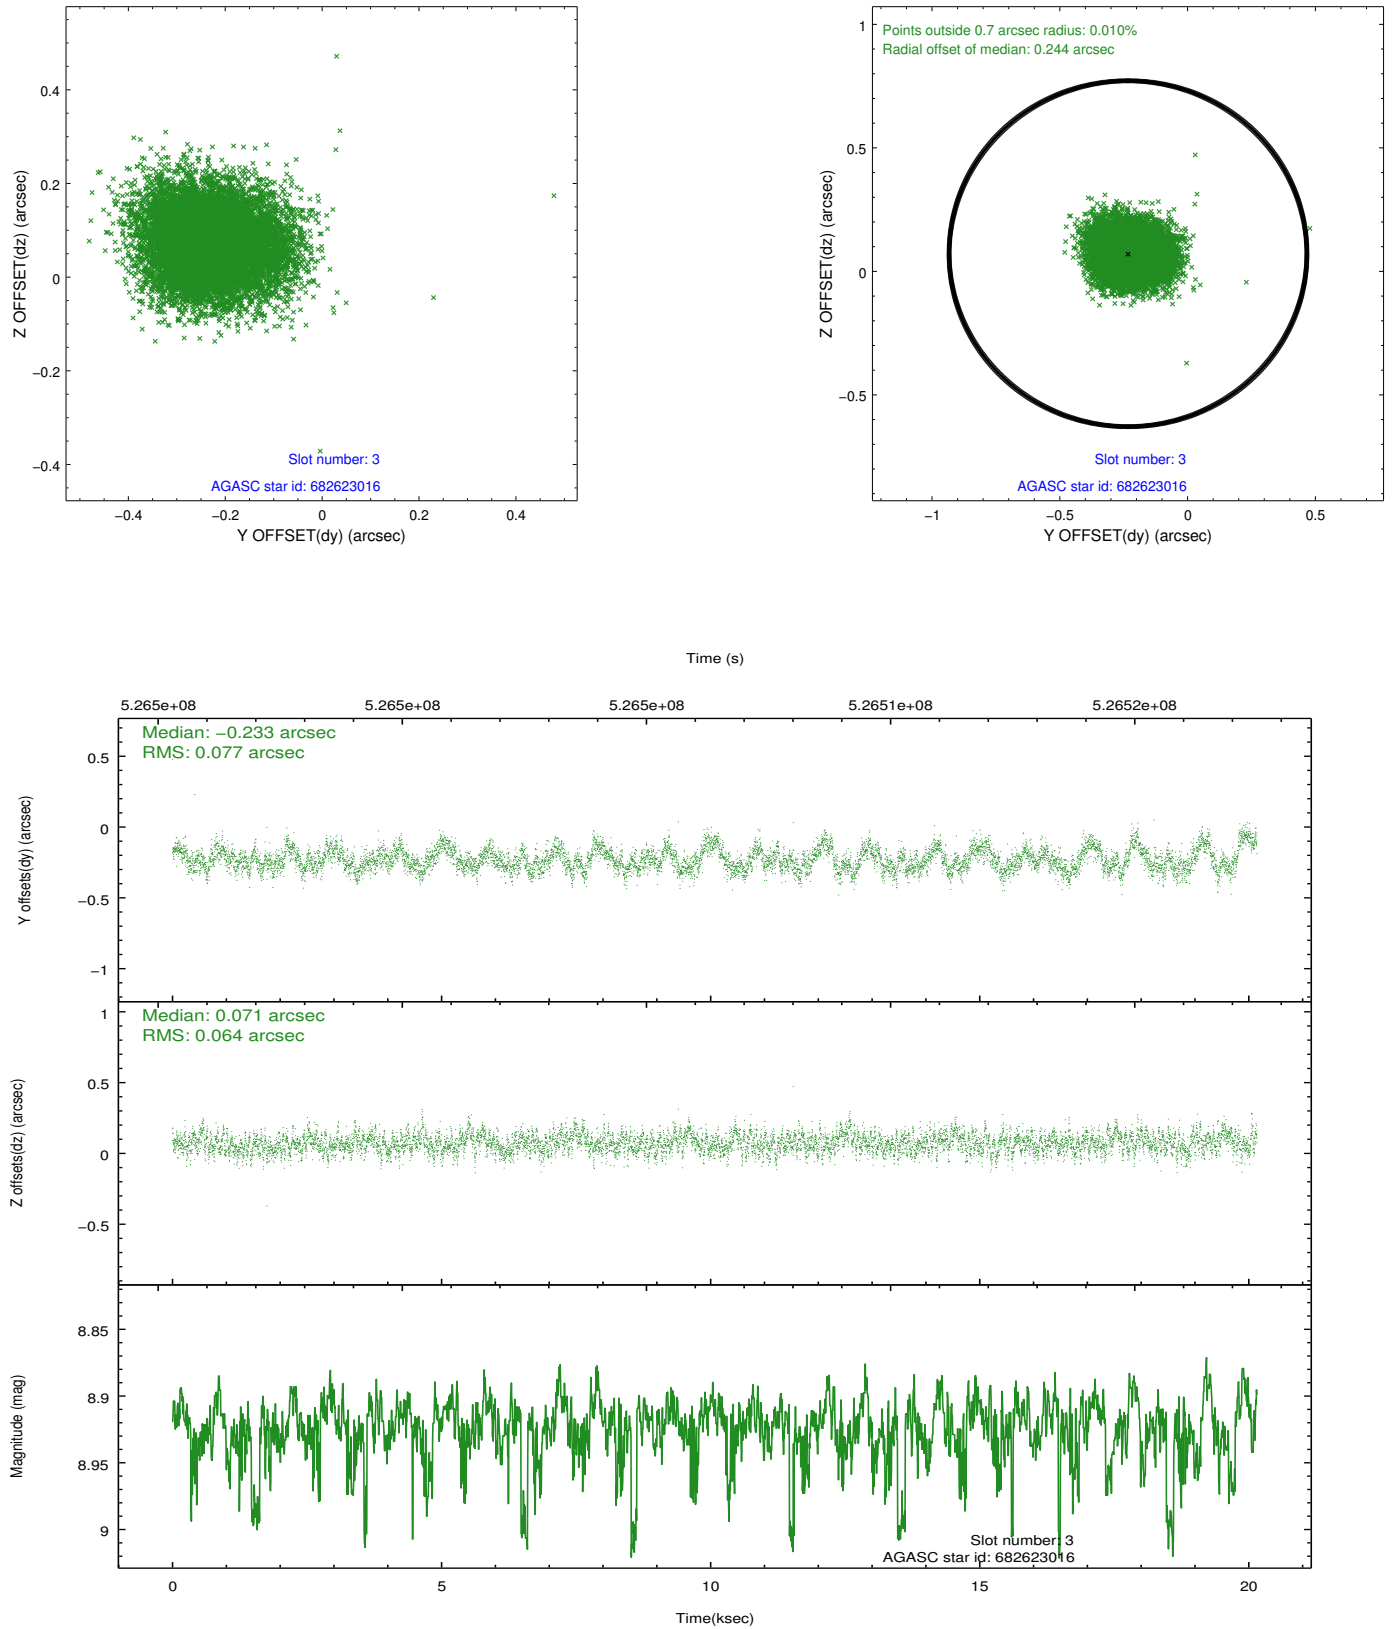 0.4
0.2
0
−0.2
−0.4
Z OFFSET(dz) (arcsec)
Slot number: 3
AGASC star id: 682623016
−0.4
−0.2
0
0.2
0.4
Y OFFSET(dy) (arcsec)
Points outside 0.7 arcsec radius: 0.010%
Radial offset of median: 0.244 arcsec
1
0.5
0
−0.5
Z OFFSET(dz) (arcsec)
Slot number: 3
AGASC star id: 682623016
−1
−0.5
0
0.5
Y OFFSET(dy) (arcsec)
Time (s)
5.265e+08
5.265e+08
5.265e+08
5.2651e+08
5.2652e+08
Median: −0.233 arcsec
RMS: 0.077 arcsec
0.5
0
−0.5
−1
Y offsets(dy) (arcsec)
Median: 0.071 arcsec
RMS: 0.064 arcsec
1
0.5
0
−0.5
Z offsets(dz) (arcsec)
8.85
8.9
8.95
9
Magnitude (mag)
Slot number: 3
AGASC star id: 682623016
0
5
10
15
20
Time(ksec)